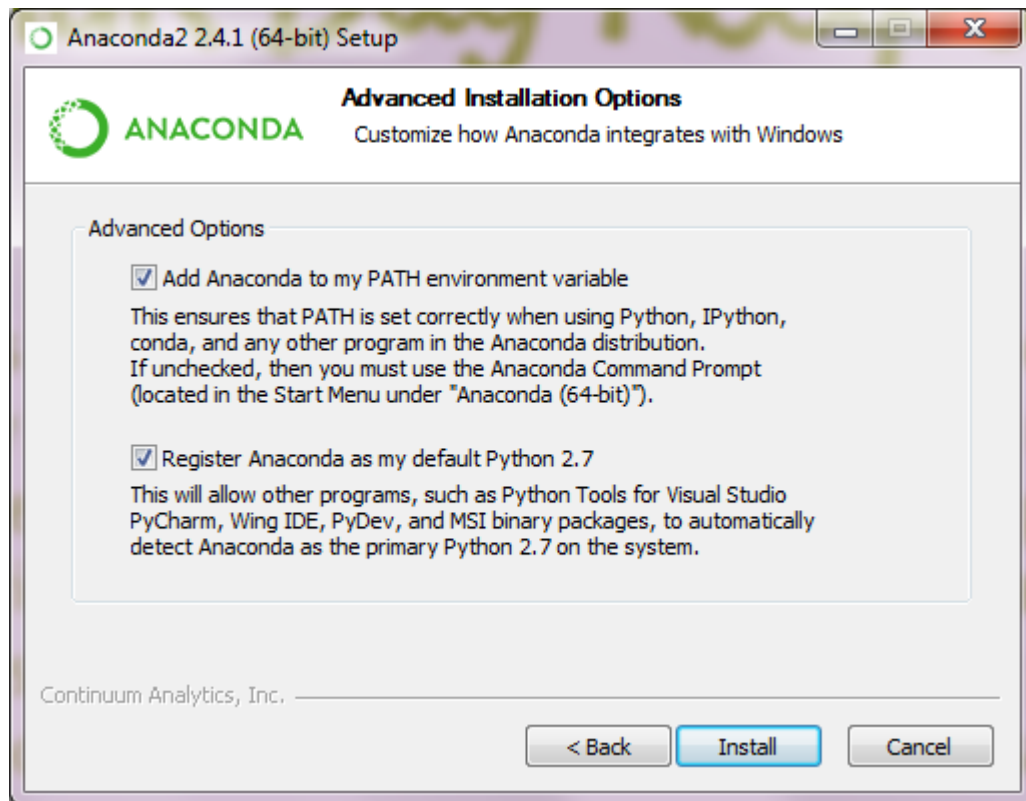 Anaconda2 2.4.1 (64-bit) Setup
ANACONDA
Advanced Installation Options
Customize how Anaconda integrates with Windows
Advanced Options
Add Anaconda to my PATH environment variable
This ensures that PATH is set correctly when using Python, IPython,
conda, and any other program in the Anaconda distribution.
If unchecked, then you must use the Anaconda Command Prompt
(located in the Start Menu under "Anaconda (64-bit)").
Register Anaconda as my default Python 2.7
This will allow other programs, such as Python Tools for Visual Studio
PyCharm, Wing IDE, PyDev, and MSI binary packages, to automatically
detect Anaconda as the primary Python 2.7 on the system.
Continuum Analytics, Inc.
< Back
Install
Cancel